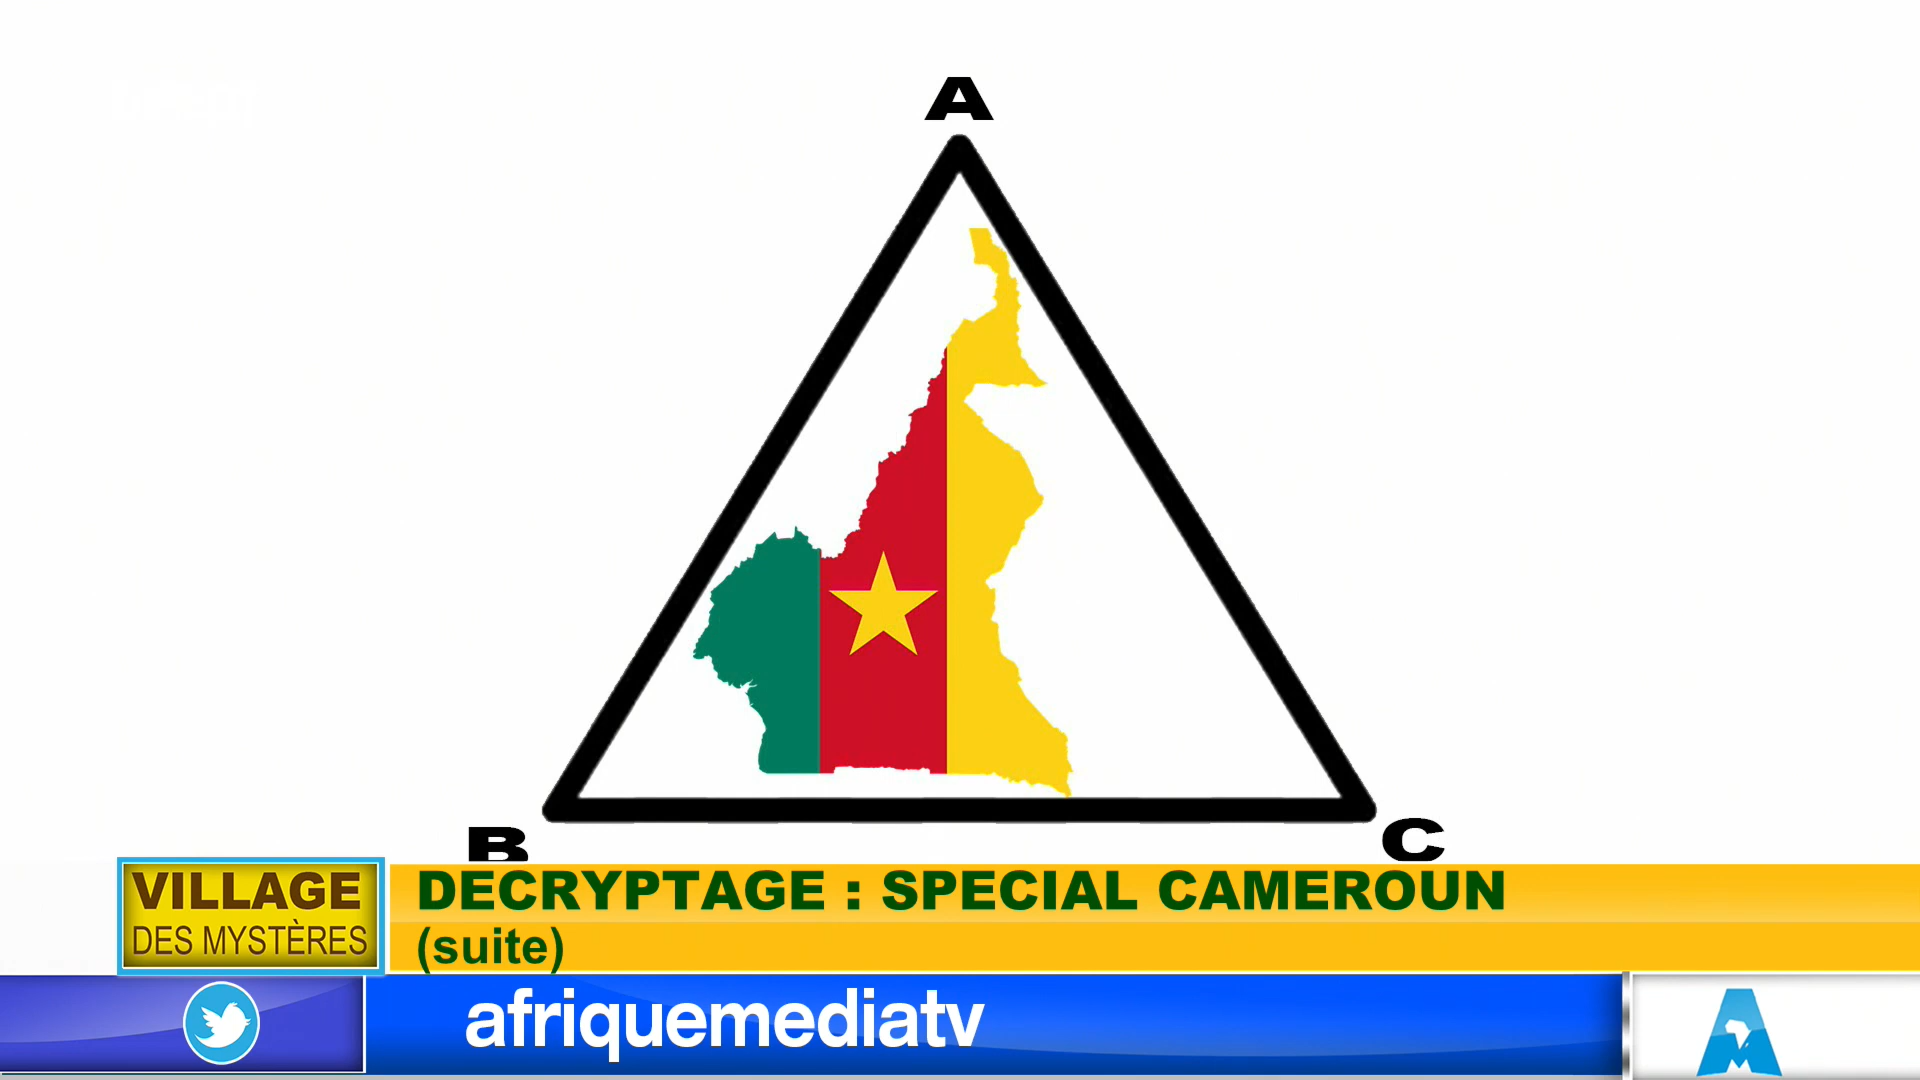 A
B
C
VILLAGE
DES MYSTÈRES
DECRYPTAGE : SPECIAL CAMEROUN
(suite)
afriquemediatv